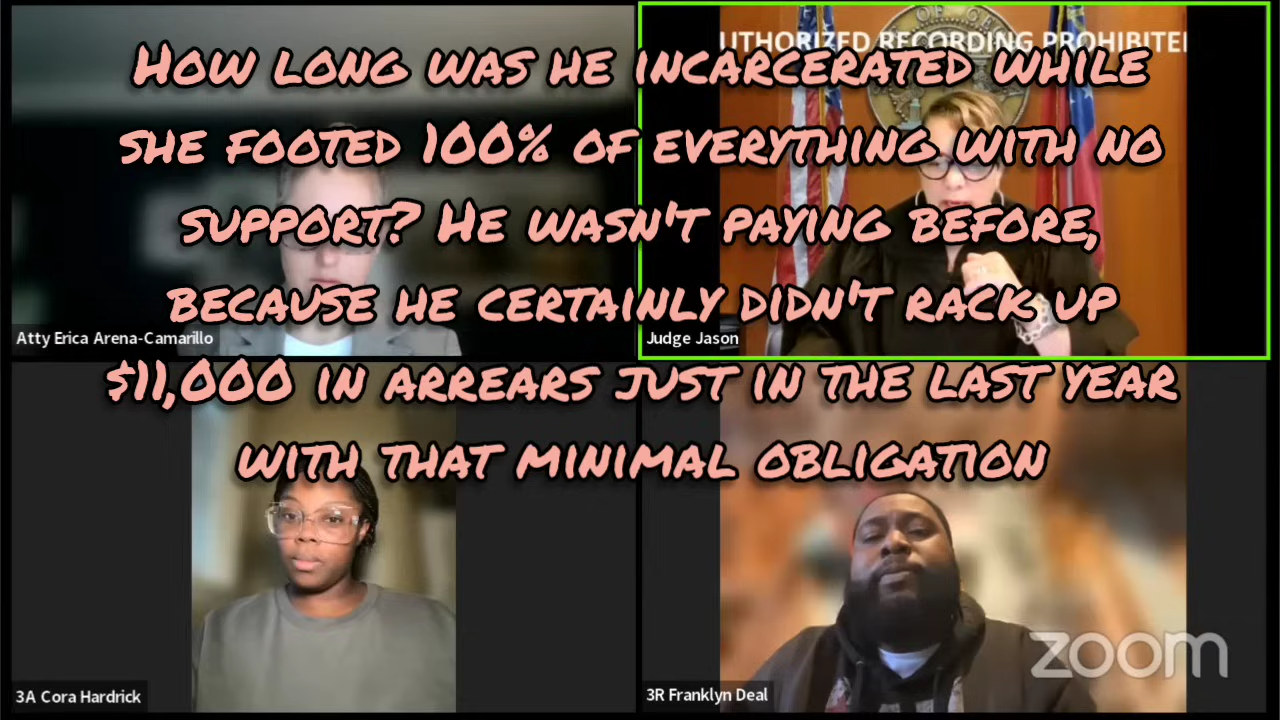 UTHORIZED RECORDING PROHIBITE
How long was he incarcerated while
she footed 100% of everything with no
support? He wasn't paying before,
because he certainly didn't rack up
$11,000 in arrears just in the last year
with that minimal obligation
Atty Erica Arena-Camarillo
Judge Jason
3A Cora Hardrick
3R Franklyn Deal
zoom